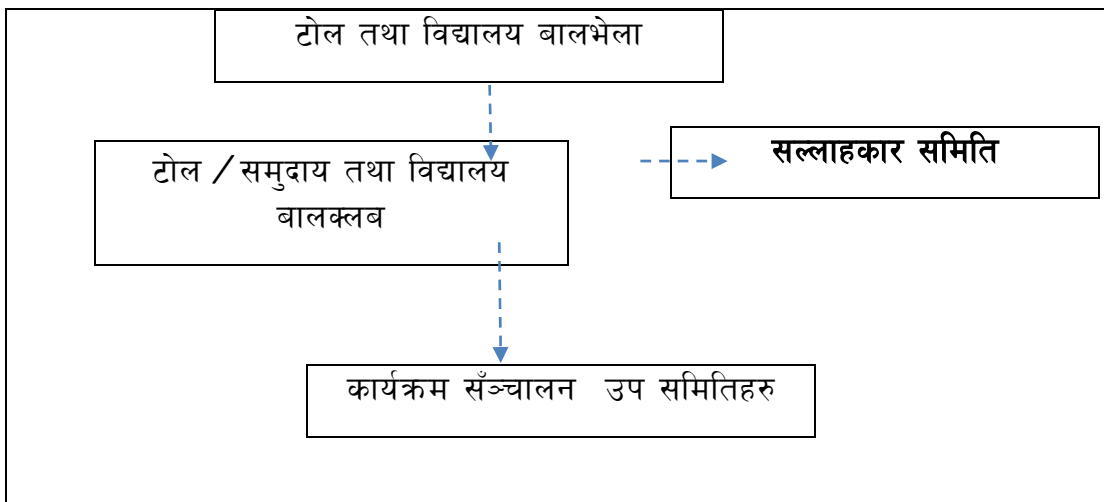 टोल तथा विद्यालय बालभेला
टोल / समुदाय तथा विद्यालय
बालक्लब
सल्लाहकार समिति
कार्यक्रम सँञ्चालन उप समितिहरु